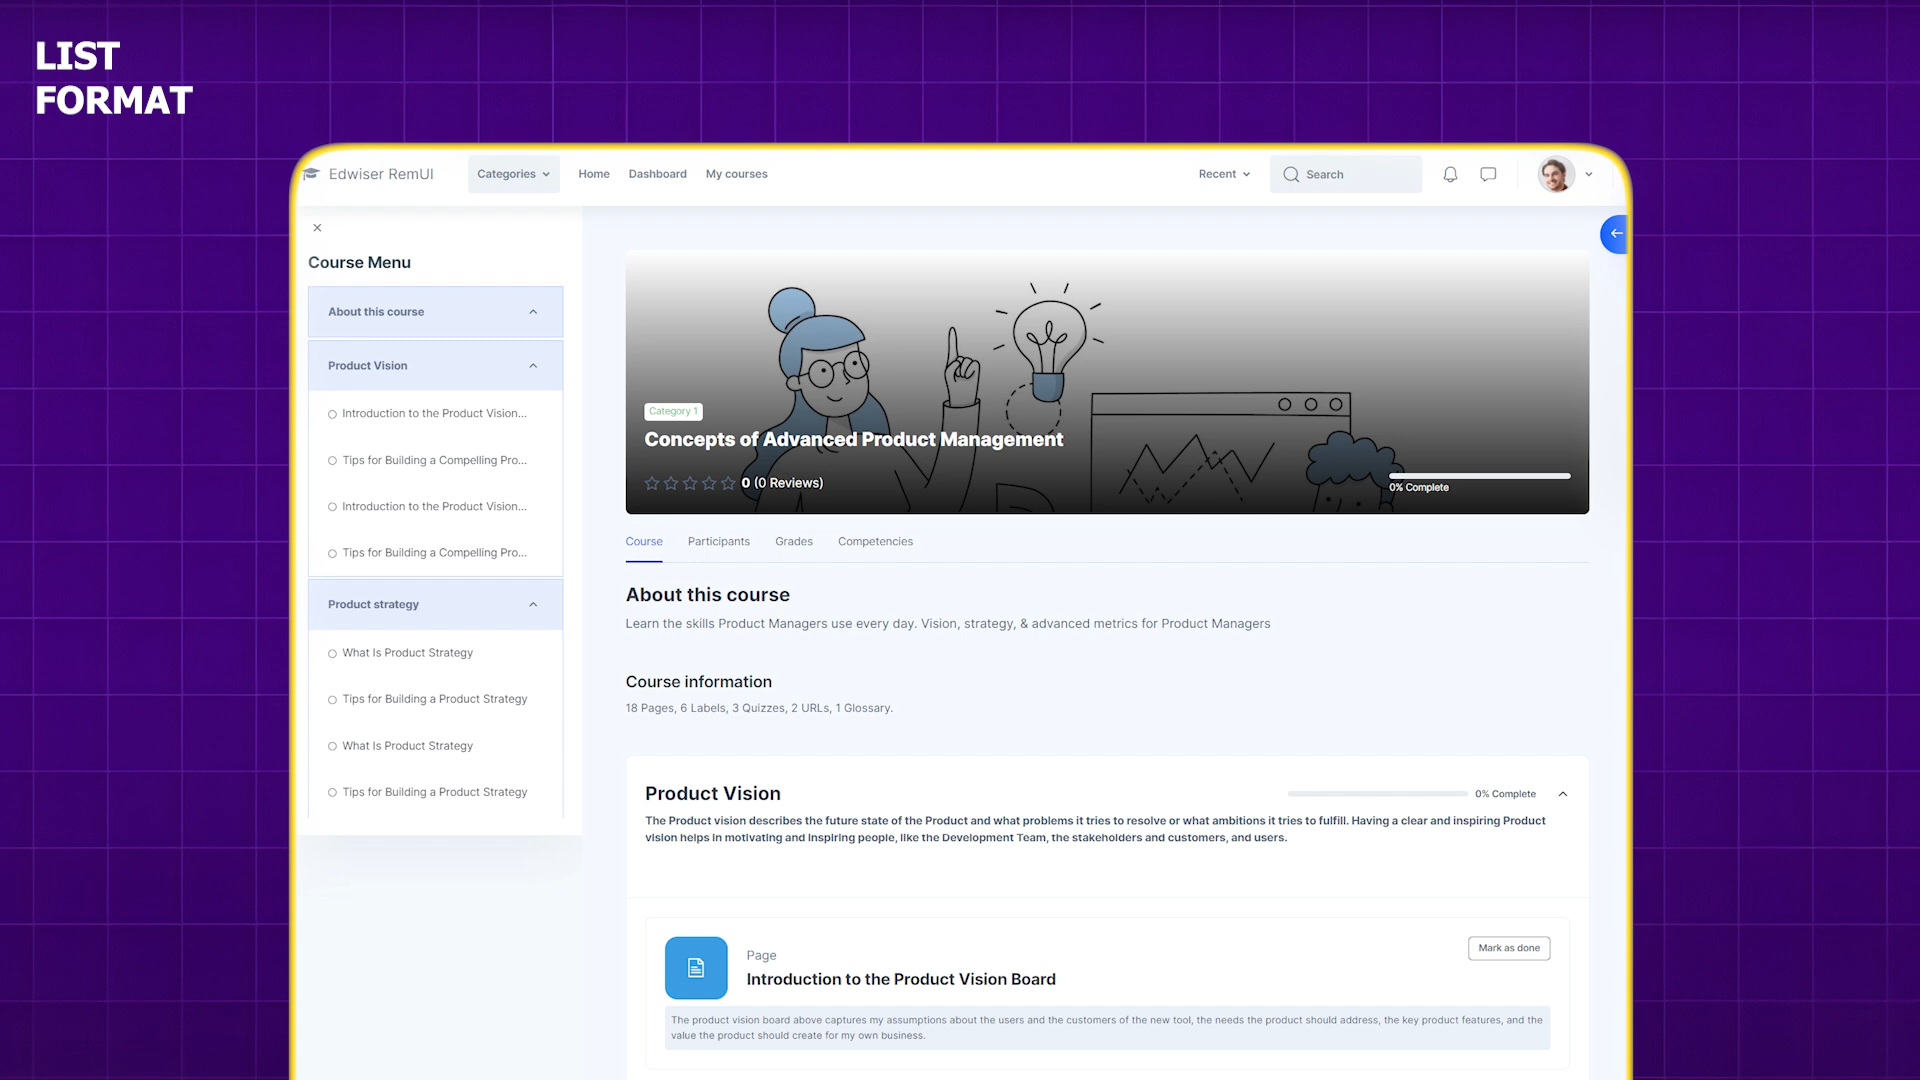 LIST
FORMAT
Edwiser RemUI
Categories
Home
Dashboard
My courses
Recent
Search
Course Menu
About this course
Product Vision
Introduction to the Product Vision...
Tips for Building a Compelling Pro...
Introduction to the Product Vision...
Tips for Building a Compelling Pro...
Product strategy
What Is Product Strategy
Tips for Building a Product Strategy
What Is Product Strategy
Tips for Building a Product Strategy
Category 1
Concepts of Advanced Product Management
0 (0 Reviews)
0% Complete
Course
Participants
Grades
Competencies
About this course
Learn the skills Product Managers use every day. Vision, strategy, & advanced metrics for Product Managers
Course information
18 Pages, 6 Labels, 3 Quizzes, 2 URLs, 1 Glossary.
Product Vision
0% Complete
The Product vision describes the future state of the Product and what problems it tries to resolve or what ambitions it tries to fulfill. Having a clear and inspiring Product
vision helps in motivating and inspiring people, like the Development Team, the stakeholders and customers, and users.
Page
Mark as done
Introduction to the Product Vision Board
The product vision board above captures my assumptions about the users and the customers of the new tool, the needs the product should address, the key product features, and the
value the product should create for my own business.